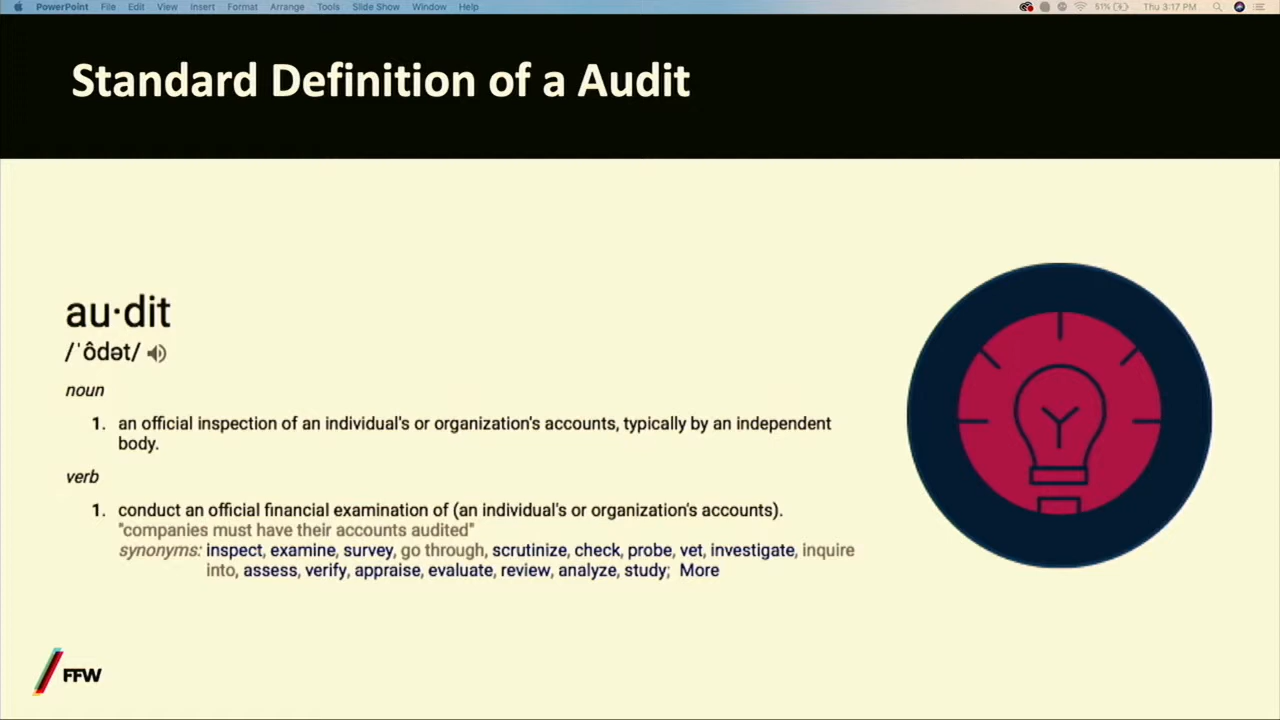 PowerPoint File Edit View Insert Format Arrange Tools Slide Show Window Help 51% Thu 3:17 PM
Standard Definition of a Audit
au·dit
/ˈôdət/
noun
1. an official inspection of an individual's or organization's accounts, typically by an independent
body.
verb
1. conduct an official financial examination of (an individual's or organization's accounts).
"companies must have their accounts audited"
synonyms: inspect, examine, survey, go through, scrutinize, check, probe, vet, investigate, inquire
into, assess, verify, appraise, evaluate, review, analyze, study; More
FFW